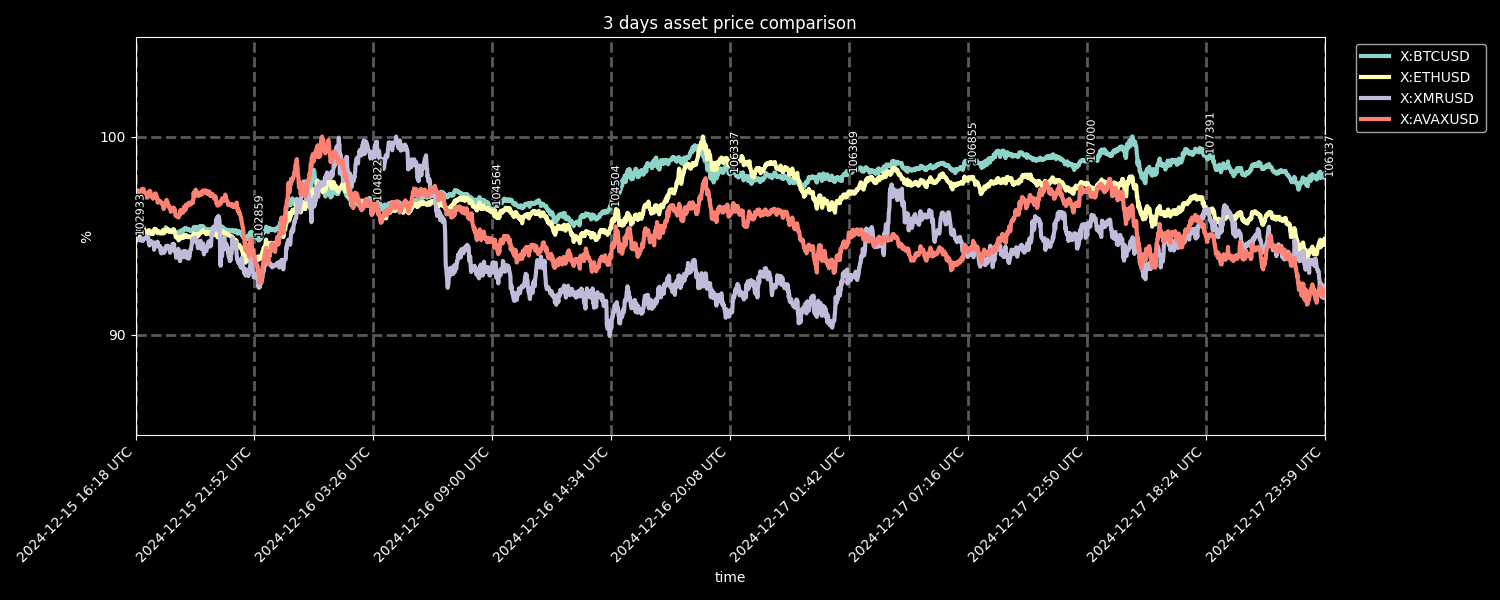 3 days asset price comparison
X:BTCUSD
X:ETHUSD
X:XMRUSD
X:AVAXUSD
100
90
%
102933
102859
104822
104564
104504
106337
106369
106855
107000
107391
106137
2024-12-15 16:18 UTC
2024-12-15 21:52 UTC
2024-12-16 03:26 UTC
2024-12-16 09:00 UTC
2024-12-16 14:34 UTC
2024-12-16 20:08 UTC
2024-12-17 01:42 UTC
2024-12-17 07:16 UTC
2024-12-17 12:50 UTC
2024-12-17 18:24 UTC
2024-12-17 23:59 UTC
time